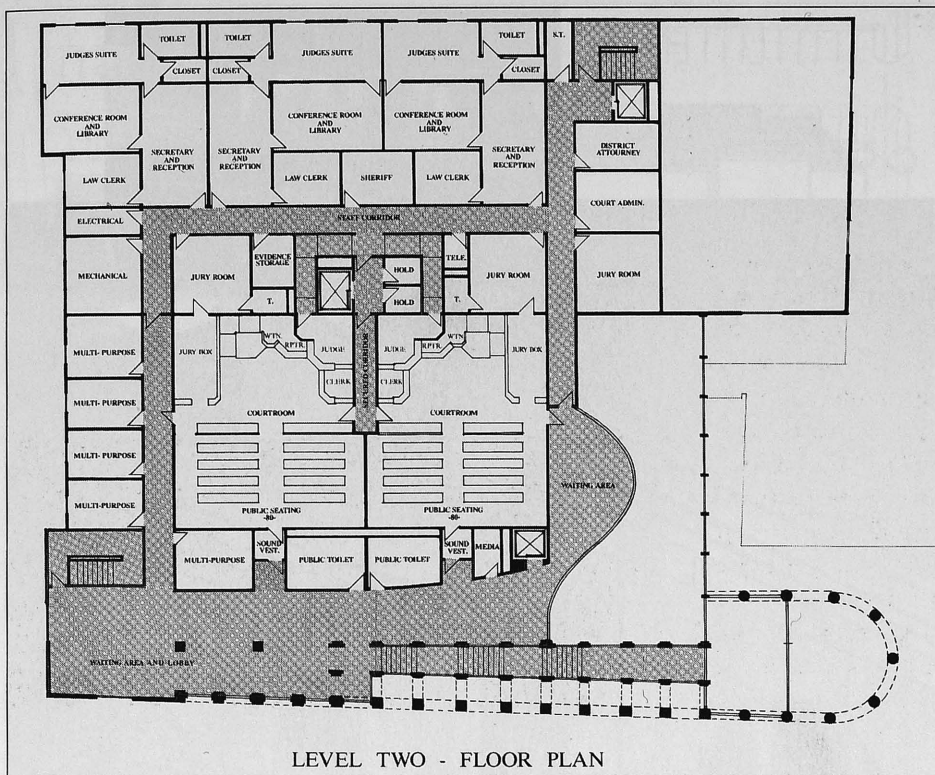 JUDGES SUITE
TOILET
TOILET
JUDGES SUITE
JUDGES SUITE
TOILET
S.T.
CLOSET
CLOSET
CLOSET
CONFERENCE ROOM
AND
LIBRARY
CONFERENCE ROOM
AND
LIBRARY
CONFERENCE ROOM
AND
LIBRARY
SECRETARY
AND
RECEPTION
SECRETARY
AND
RECEPTION
SECRETARY
AND
RECEPTION
DISTRICT
ATTOURNEY
LAW CLERK
LAW CLERK
SHERIFF
LAW CLERK
COURT ADMIN.
ELECTRICAL
STAFF CORRIDOR
MECHANICAL
JURY ROOM
EVIDENCE
STORAGE
TELE.
JURY ROOM
JURY ROOM
HOLD
T.
HOLD
T.
MULTI- PURPOSE
JURY BOX
WTN.
RPTR.
JUDGE
JUDGE
RPTR.
WTN.
JURY BOX
CLERK
SECURED CORRIDOR
CLERK
MULTI- PURPOSE
COURTROOM
COURTROOM
MULTI- PURPOSE
WAITING AREA
MULTI-PURPOSE
PUBLIC SEATING
-80-
PUBLIC SEATING
-80-
MULTI-PURPOSE
SOUND
VEST.
PUBLIC TOILET
PUBLIC TOILET
SOUND
VEST.
MEDIA
WAITING AREA AND LOBBY
LEVEL TWO - FLOOR PLAN